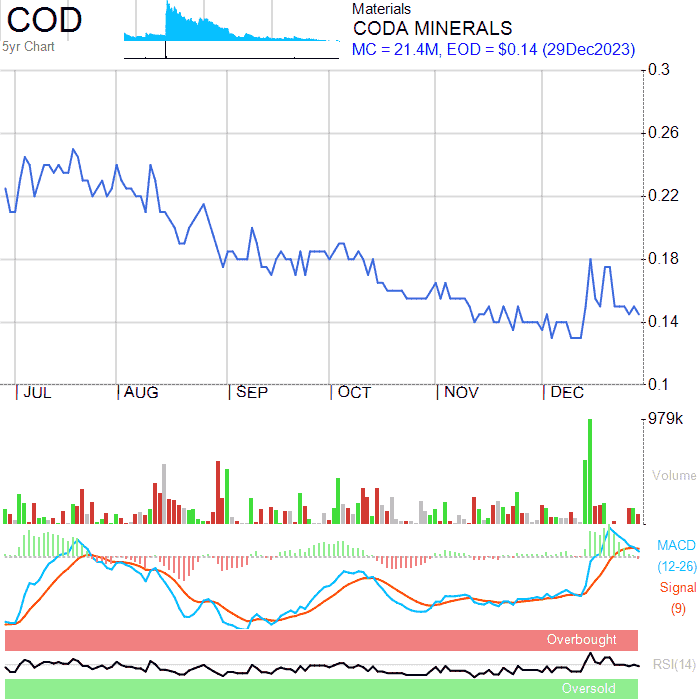 COD
5yr Chart
Materials
CODA MINERALS
MC = 21.4M, EOD = $0.14 (29Dec2023)
0.3
0.26
0.22
0.18
0.14
0.1
JUL
AUG
SEP
OCT
NOV
DEC
979k
Volume
MACD
(12-26)
Signal
(9)
Overbought
RSI(14)
Oversold